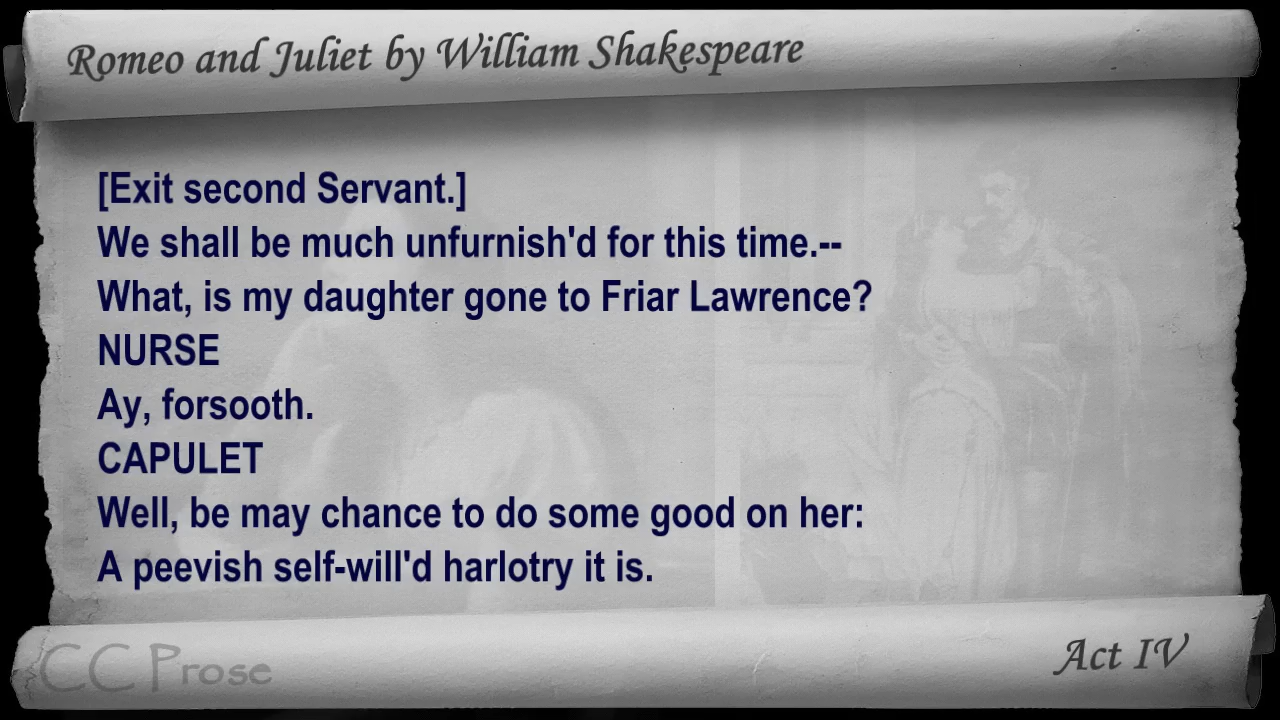 Romeo and Juliet by William Shakespeare
[Exit second Servant.]
We shall be much unfurnish'd for this time.--
What, is my daughter gone to Friar Lawrence?
NURSE
Ay, forsooth.
CAPULET
Well, be may chance to do some good on her:
A peevish self-will'd harlotry it is.
CC Prose
Act IV